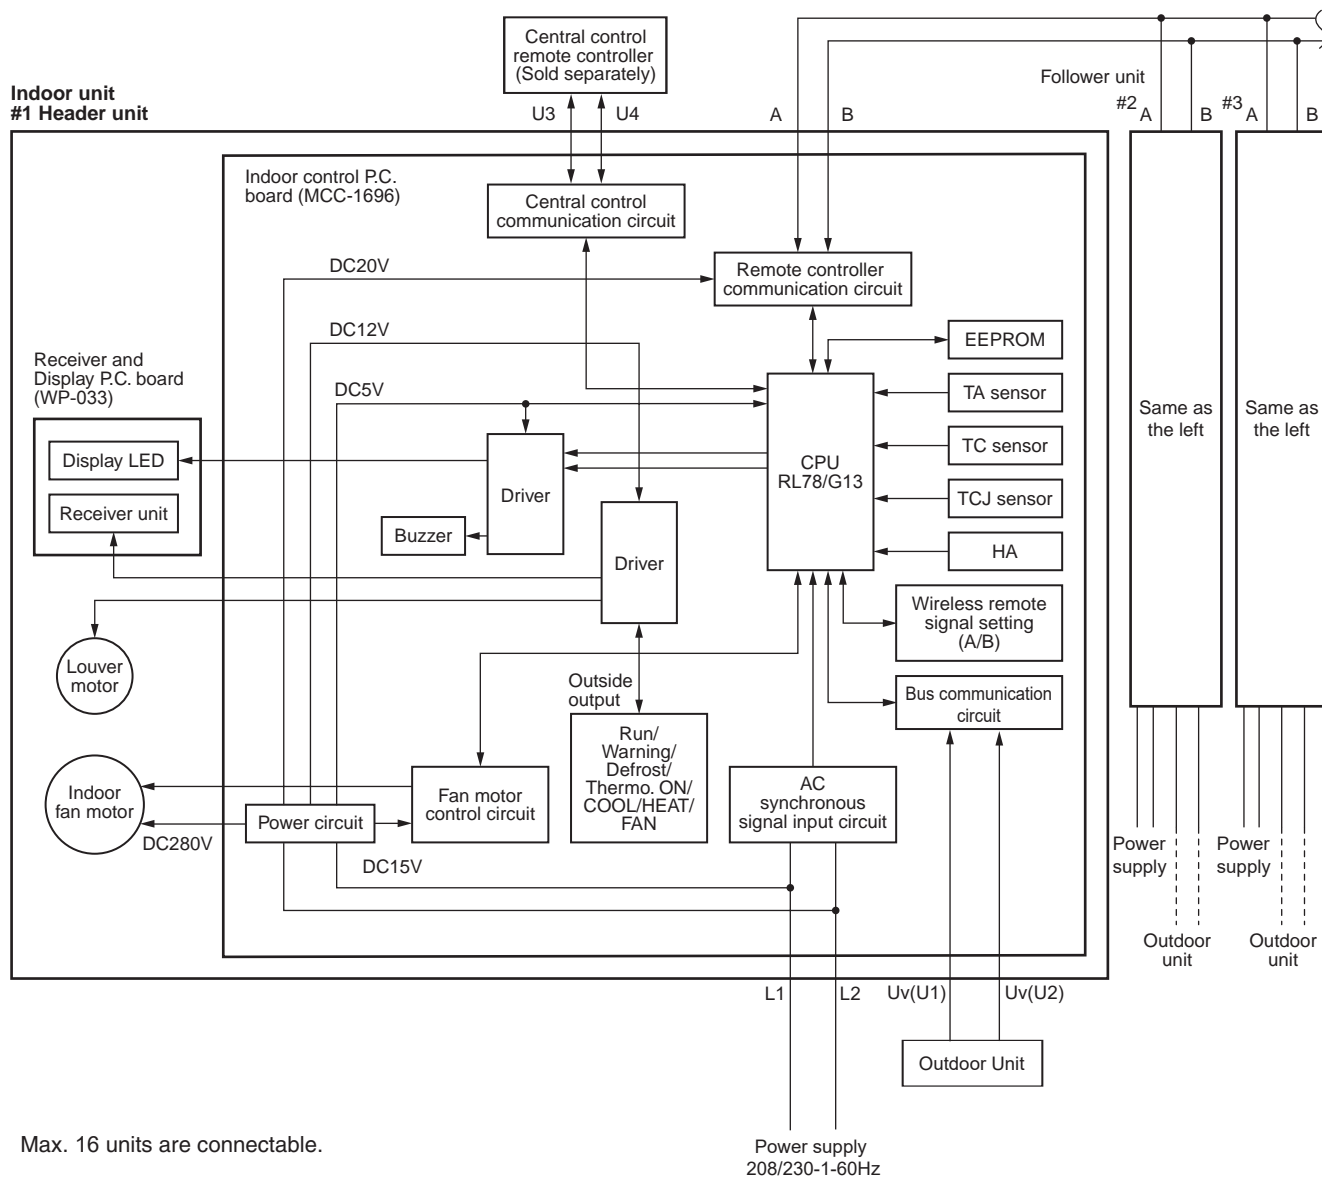 Central control
remote controller
(Sold separately)
Indoor unit
#1 Header unit
U3
U4
A
B
Follower unit
#2
A
B
#3
A
B
Indoor control P.C.
board (MCC-1696)
Central control
communication circuit
DC20V
Remote controller
communication circuit
DC12V
EEPROM
Receiver and
Display P.C. board
(WP-033)
DC5V
TA sensor
Same as
the left
Same as
the left
Display LED
TC sensor
CPU
RL78/G13
Driver
TCJ sensor
Receiver unit
Buzzer
HA
Driver
Wireless remote
signal setting
(A/B)
Louver
motor
Outside
output
Bus communication
circuit
Run/
Warning/
Defrost/
Thermo. ON/
COOL/HEAT/
FAN
Indoor
fan motor
Fan motor
control circuit
AC
synchronous
signal input circuit
Power circuit
DC280V
DC15V
Power
supply
Power
supply
Outdoor
unit
Outdoor
unit
L1
L2
Uv(U1)
Uv(U2)
Outdoor Unit
Max. 16 units are connectable.
Power supply
208/230-1-60Hz